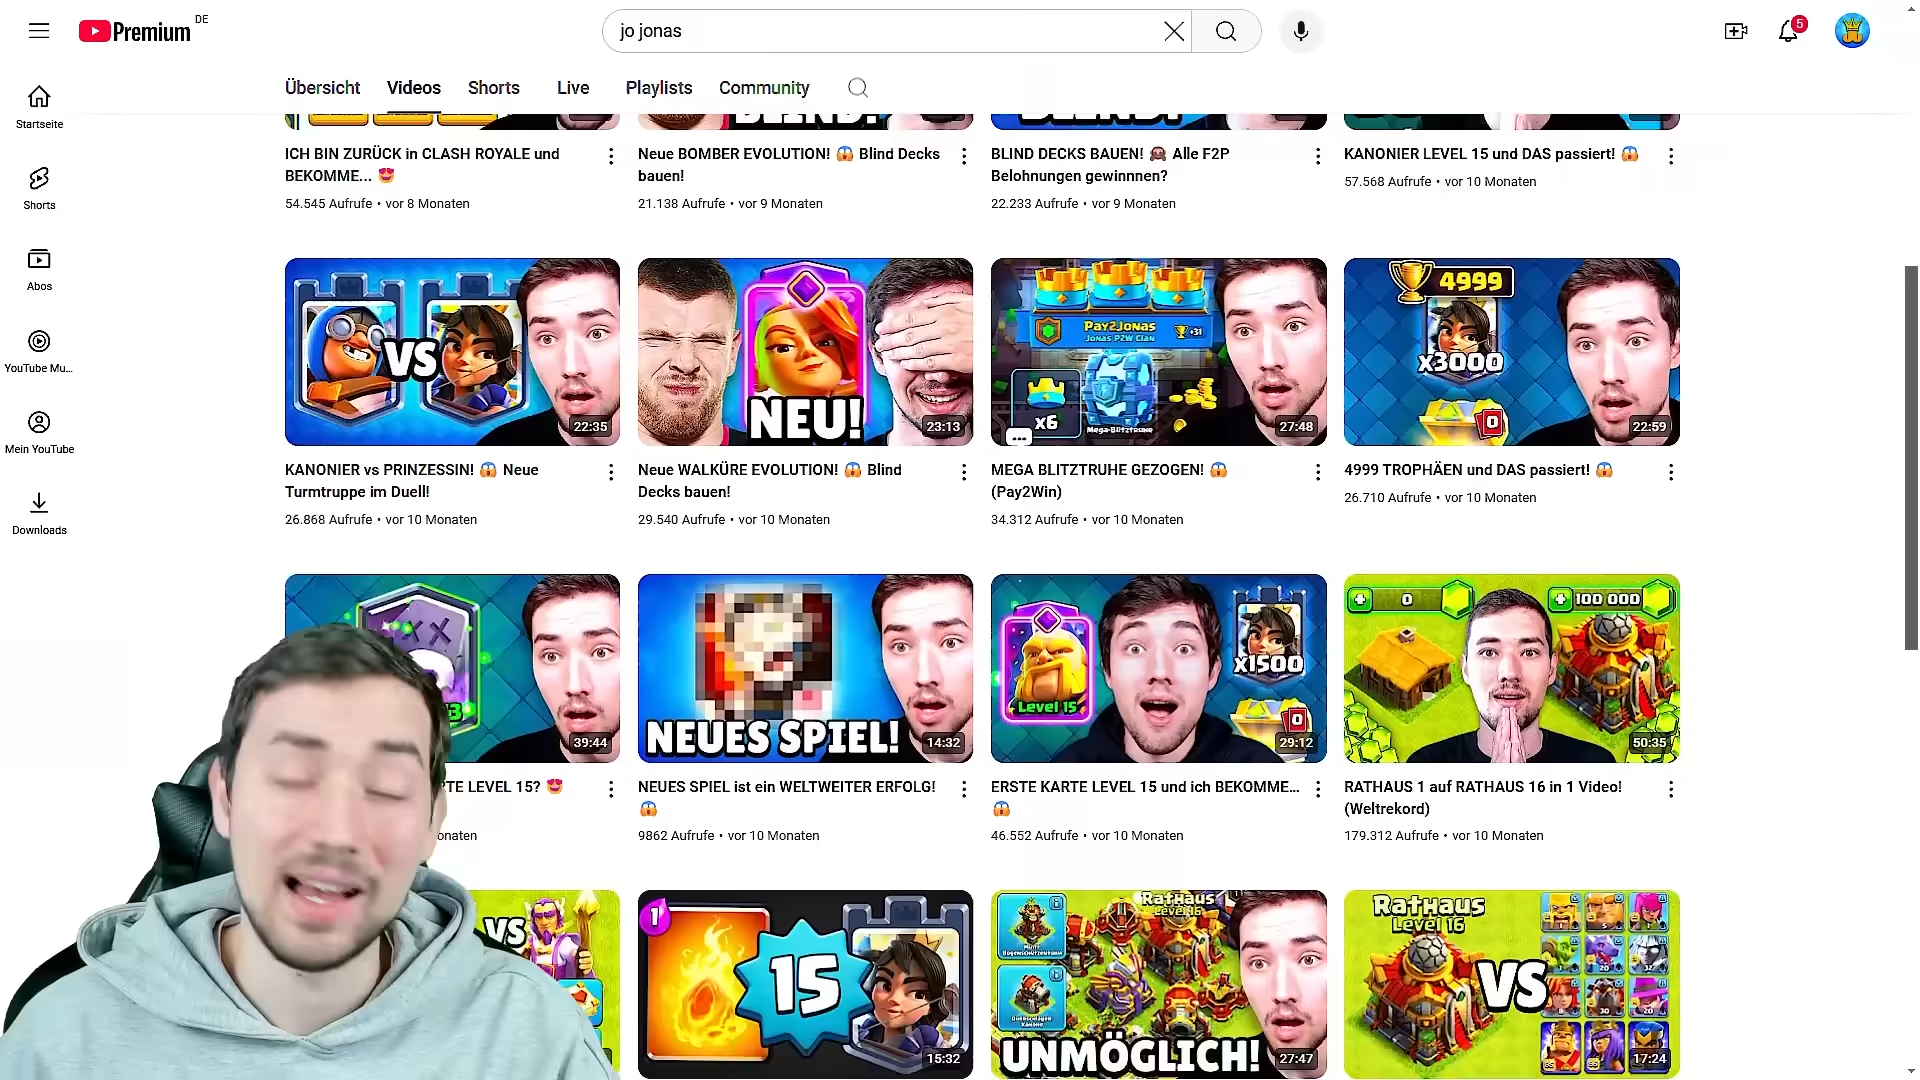 Premium DE
jo jonas
5
Übersicht Videos Shorts Live Playlists Community
Startseite
Shorts
Abos
YouTube Mu...
Mein YouTube
Downloads
ICH BIN ZURÜCK in CLASH ROYALE und
BEKOMME... 😍
54.545 Aufrufe • vor 8 Monaten
Neue BOMBER EVOLUTION! 😱 Blind Decks
bauen!
21.138 Aufrufe • vor 9 Monaten
BLIND DECKS BAUEN! 🙈 Alle F2P
Belohnungen gewinnnen?
22.233 Aufrufe • vor 9 Monaten
KANONIER LEVEL 15 und DAS passiert! 😱
57.568 Aufrufe • vor 10 Monaten
VS
22:35
KANONIER vs PRINZESSIN! 😱 Neue
Turmtruppe im Duell!
26.868 Aufrufe • vor 10 Monaten
NEU!
23:13
Neue WALKÜRE EVOLUTION! 😱 Blind
Decks bauen!
29.540 Aufrufe • vor 10 Monaten
Pay2Jonas
+31
Jonas P2W Clan
x6
Mega-Blitztruhe
27:48
MEGA BLITZTRUHE GEZOGEN! 😱
(Pay2Win)
34.312 Aufrufe • vor 10 Monaten
4999
x3000
0
22:59
4999 TROPHÄEN und DAS passiert! 😱
26.710 Aufrufe • vor 10 Monaten
39:44
LEVEL 15? 😍
NEUES SPIEL!
14:32
NEUES SPIEL ist ein WELTWEITER ERFOLG!
😱
9862 Aufrufe • vor 10 Monaten
Level 15
x1500
0
29:12
ERSTE KARTE LEVEL 15 und ich BEKOMME...
😱
46.552 Aufrufe • vor 10 Monaten
0
100 000
50:35
RATHAUS 1 auf RATHAUS 16 in 1 Video!
(Weltrekord)
179.312 Aufrufe • vor 10 Monaten
VS
1
15
15:32
Rathaus
Level 16
UNMÖGLICH!
27:47
Rathaus
Level 16
VS
17:24